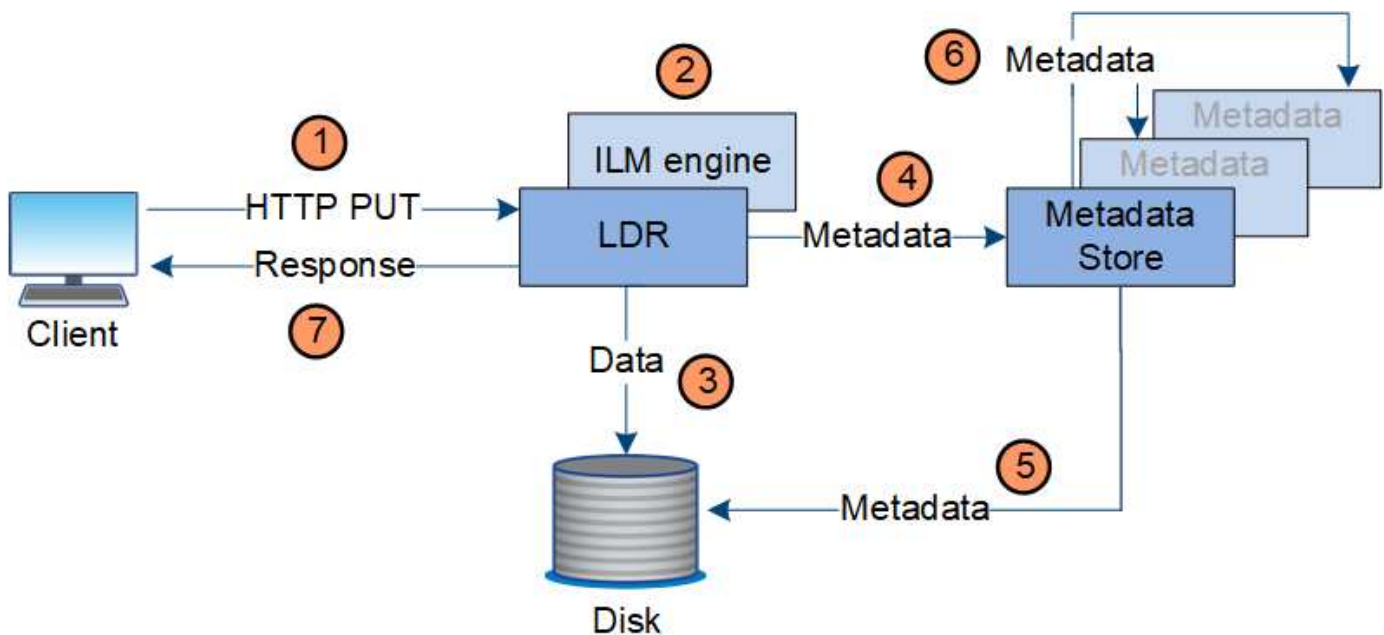 6
Metadata
2
Metadata
1
ILM engine
Metadata
4
HTTP PUT
LDR
Metadata
Metadata
Store
Response
Client
7
Data
3
5
Metadata
Disk